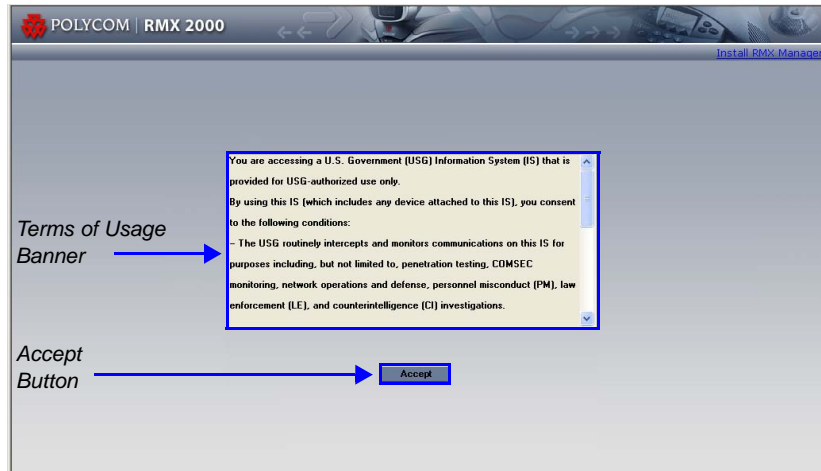 POLYCOM | RMX 2000
Install RMX Manager
You are accessing a U.S. Government (USG) Information System (IS) that is
provided for USG-authorized use only.
By using this IS (which includes any device attached to this IS), you consent
to the following conditions:
– The USG routinely intercepts and monitors communications on this IS for
purposes including, but not limited to, penetration testing, COMSEC
monitoring, network operations and defense, personnel misconduct (PM), law
enforcement (LE), and counterintelligence (CI) investigations.
Terms of Usage
Banner
Accept
Button
Accept